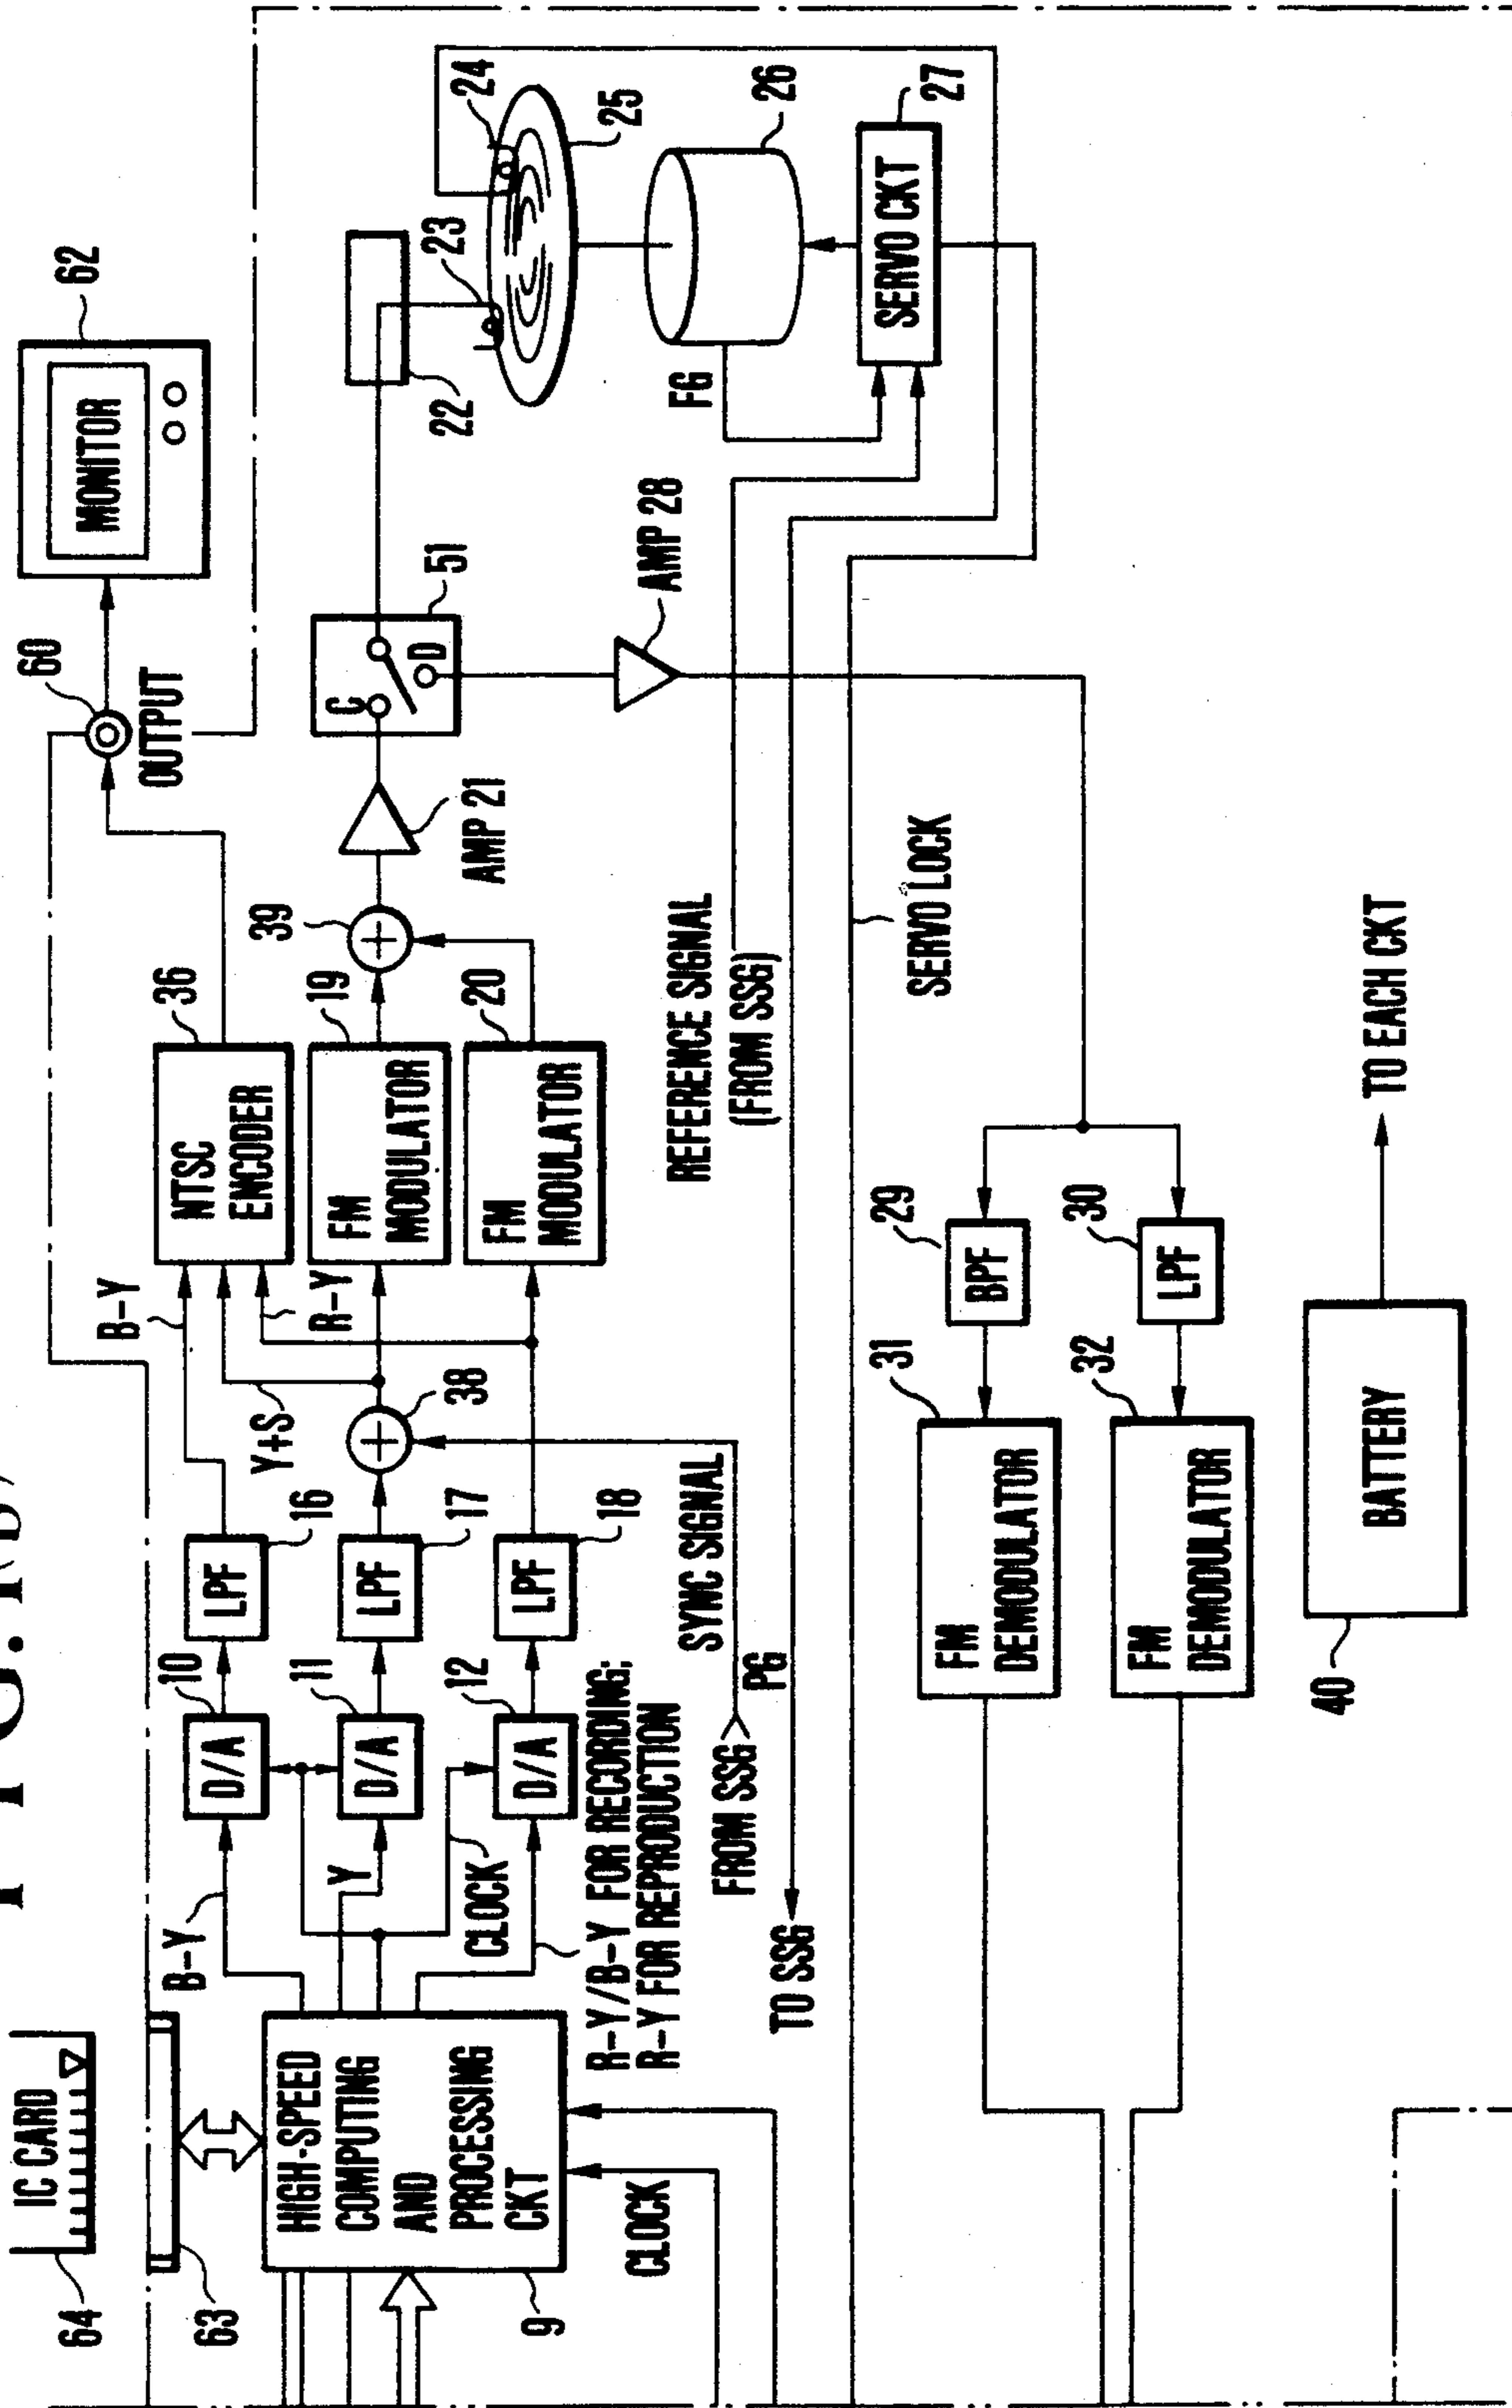 FIG. 1(B)
64
IC CARD
63
HIGH-SPEED
COMPUTING
AND
PROCESSING
CKT
9
CLOCK
B-Y
Y
CLOCK
R-Y/B-Y FOR RECORDING;
R-Y FOR REPRODUCTION
D/A
10
D/A
11
D/A
12
LPF
16
LPF
17
LPF
18
B-Y
Y+S
R-Y
38
SYNC SIGNAL
FROM SSG
PG
TO SSG
NTSC
ENCODER
36
FM
MODULATOR
19
FM
MODULATOR
20
39
AMP 21
60
OUTPUT
MONITOR
62
C
D
51
AMP 28
22
23
24
25
26
FG
SERVO CKT
27
REFERENCE SIGNAL
(FROM SSG)
SERVO LOCK
BPF
29
LPF
30
FM
DEMODULATOR
31
FM
DEMODULATOR
32
BATTERY
40
TO EACH CKT